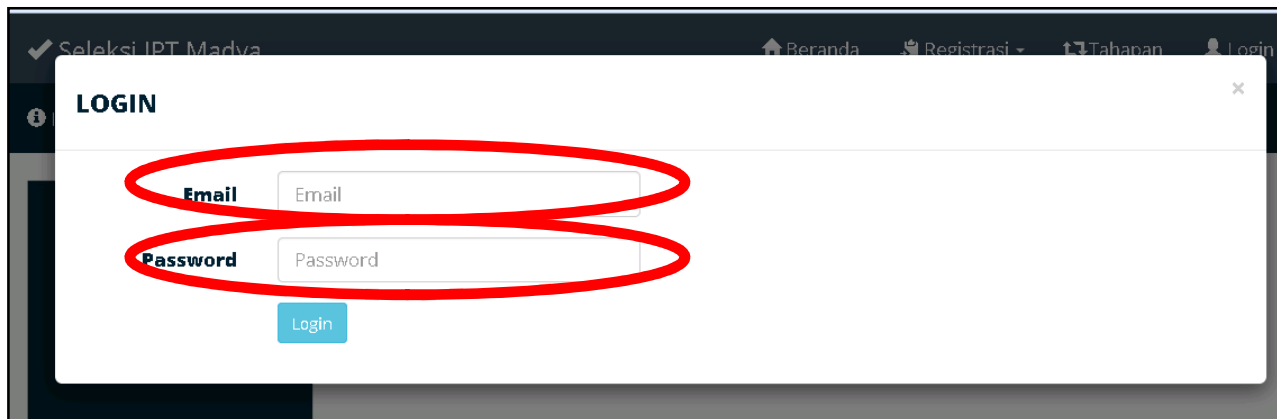 Seleksi JPT Madya
Beranda Registrasi Tahapan Login
LOGIN
×
Email Email
Password Password
Login